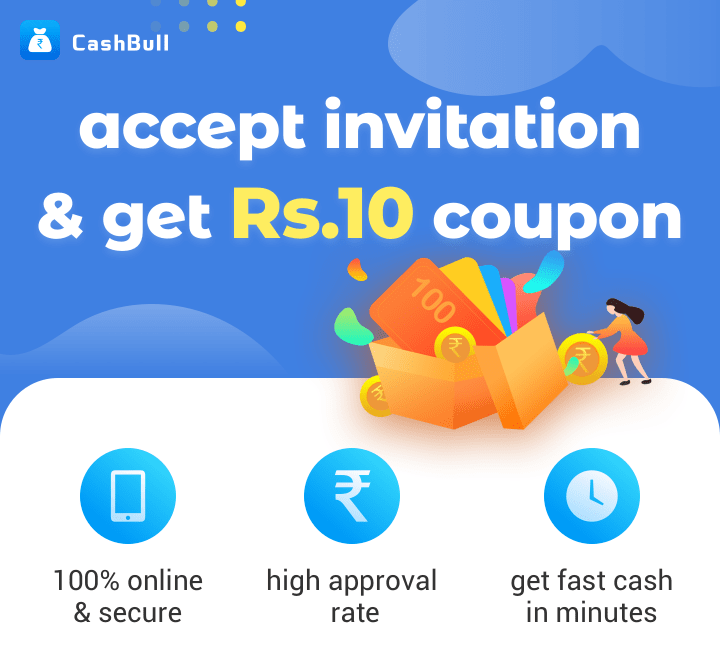 CashBull
accept invitation
& get Rs.10 coupon
100
₹
₹
₹
₹
₹
100% online
& secure
high approval
rate
get fast cash
in minutes